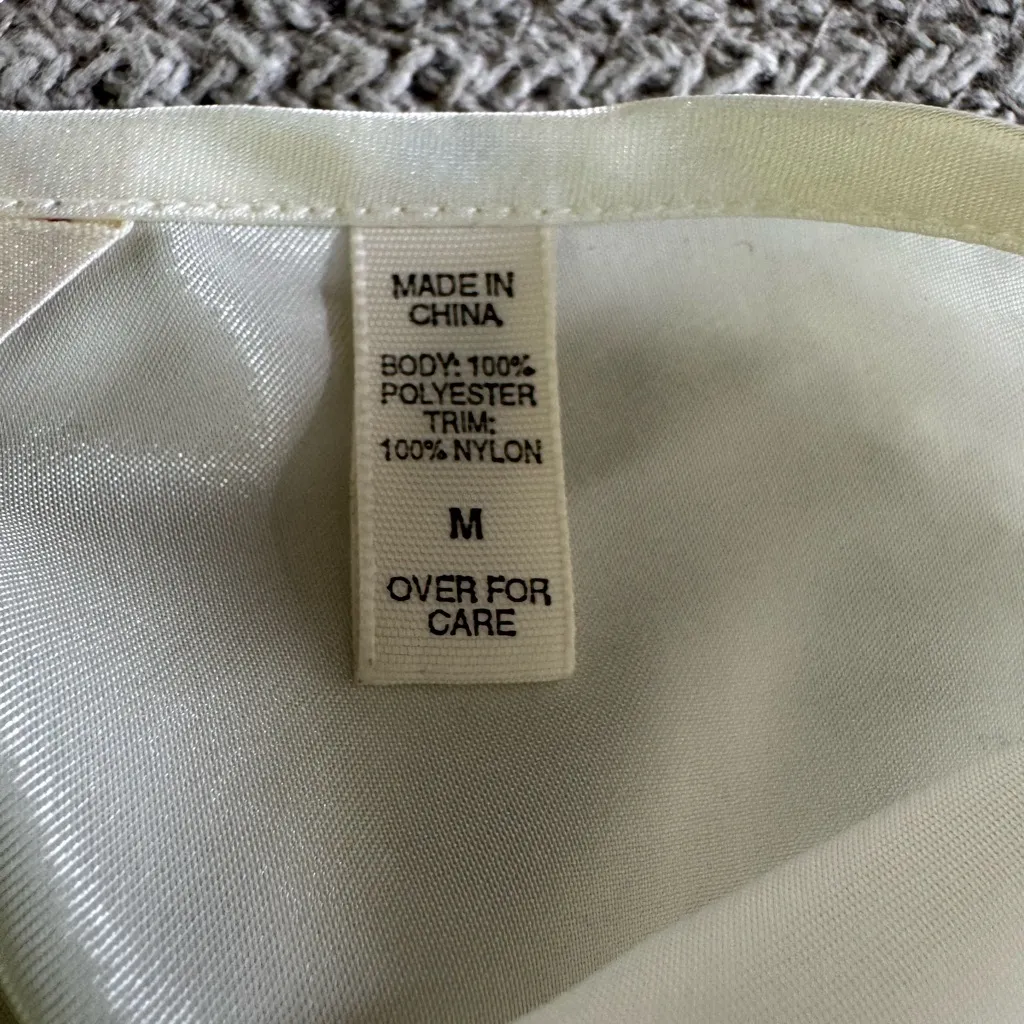 MADE IN
CHINA
BODY: 100%
POLYESTER
TRIM:
100% NYLON
M
OVER FOR
CARE